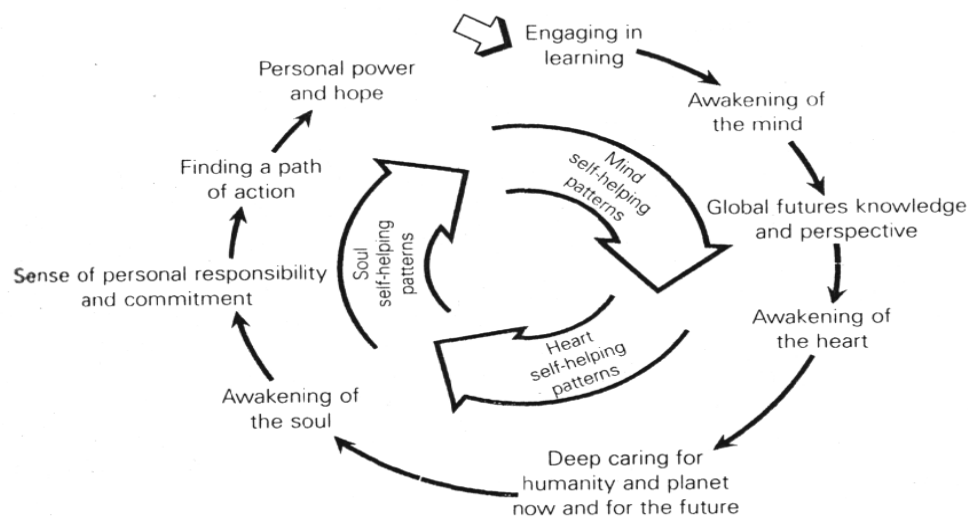 Engaging in
learning
Awakening of
the mind
Global futures knowledge
and perspective
Awakening of
the heart
Deep caring for
humanity and planet
now and for the future
Awakening of
the soul
Sense of personal responsibility
and commitment
Finding a path
of action
Personal power
and hope
Mind
self-helping
patterns
Heart
self-helping
patterns
Soul
self-helping
patterns